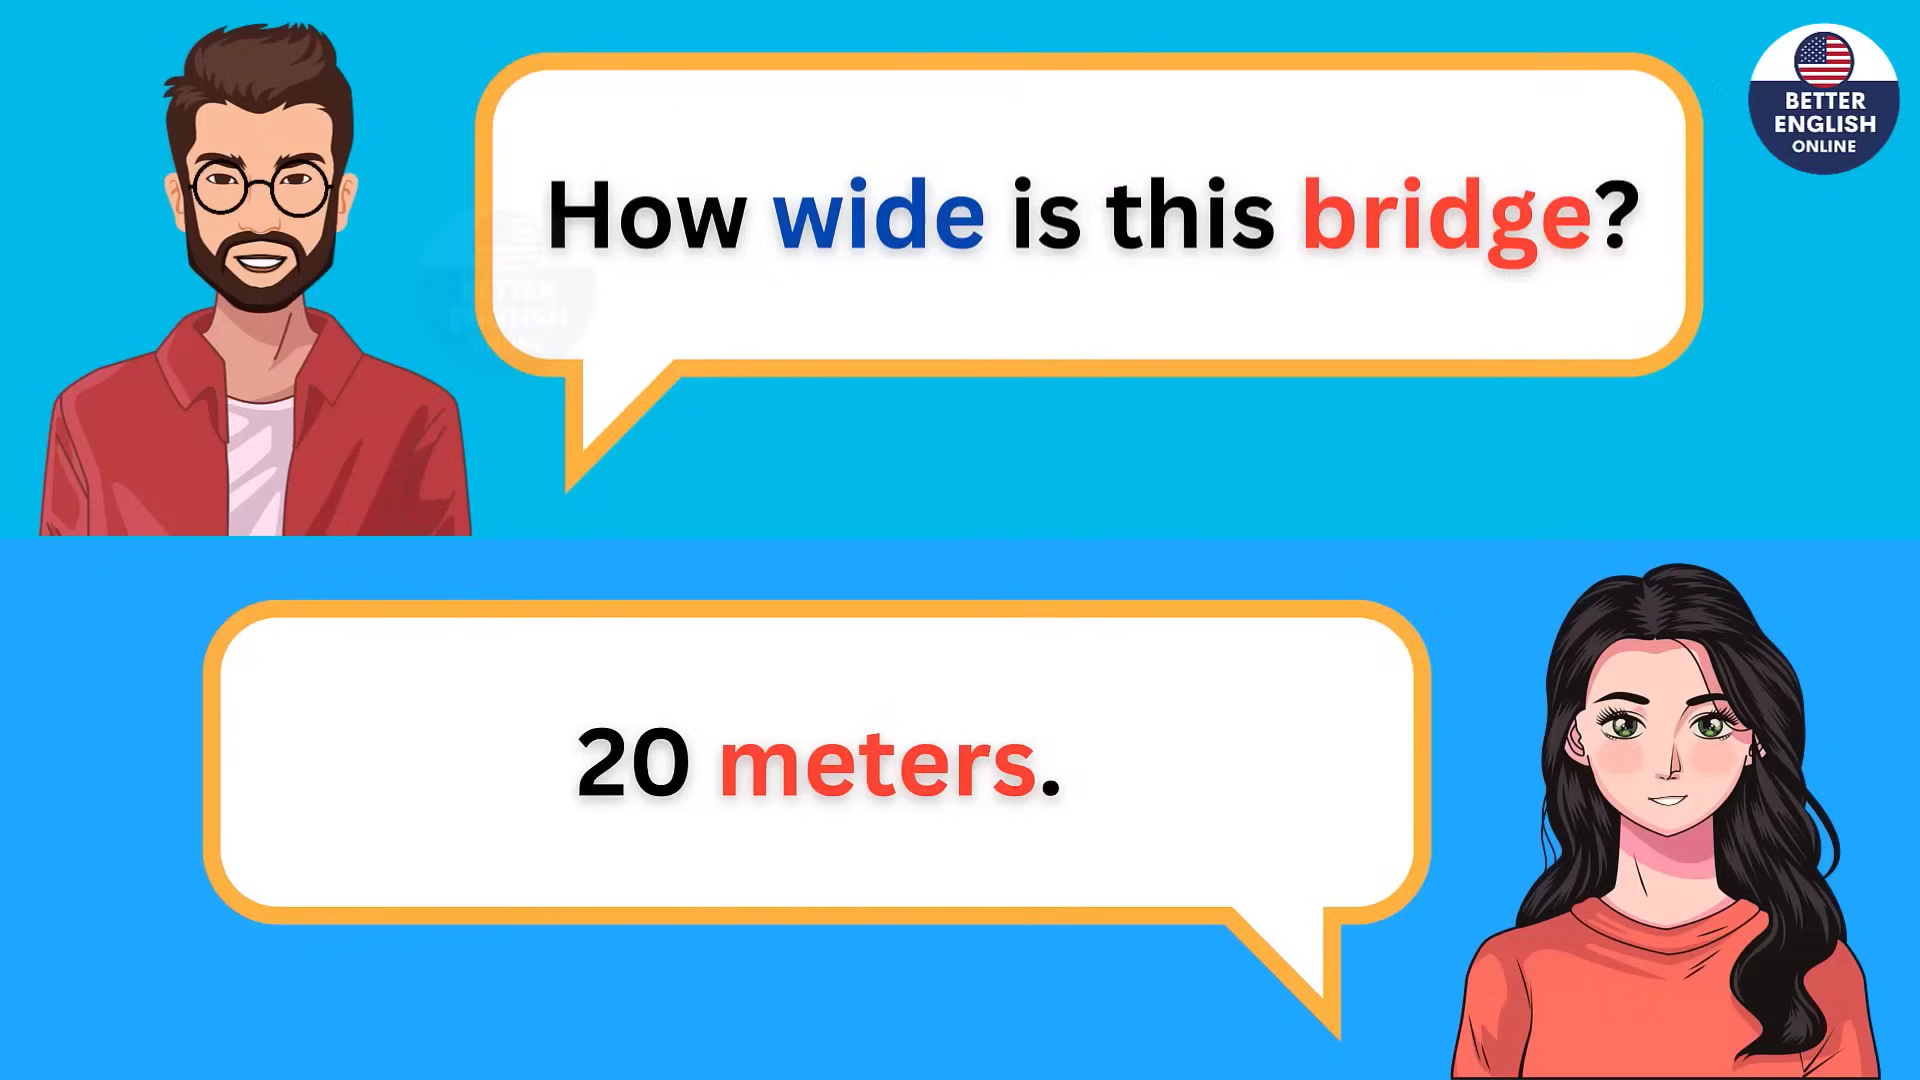 How wide is this bridge?
BETTER
ENGLISH
ONLINE
20 meters.